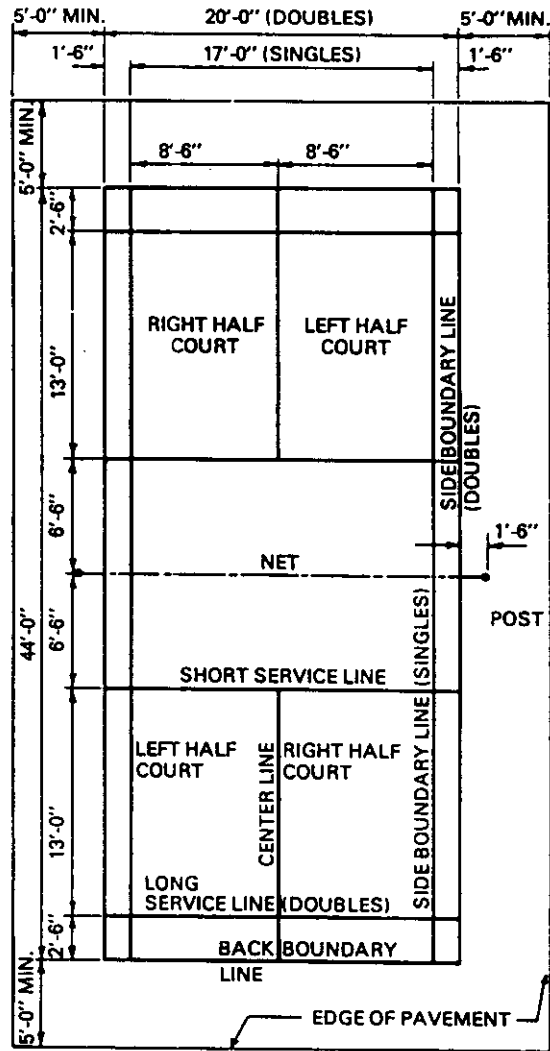 5'-0" MIN.
20'-0" (DOUBLES)
5'-0" MIN.
1'-6"
17'-0" (SINGLES)
1'-6"
5'-0" MIN.
8'-6"
8'-6"
2'-6"
13'-0"
RIGHT HALF
COURT
LEFT HALF
COURT
SIDE BOUNDARY LINE
(DOUBLES)
6'-6"
1'-6"
NET
44'-0"
6'-6"
POST
SHORT SERVICE LINE
SIDE BOUNDARY LINE (SINGLES)
LEFT HALF
COURT
CENTER LINE
RIGHT HALF
COURT
13'-0"
LONG
SERVICE LINE (DOUBLES)
2'-6"
BACK BOUNDARY
LINE
5'-0" MIN.
EDGE OF PAVEMENT